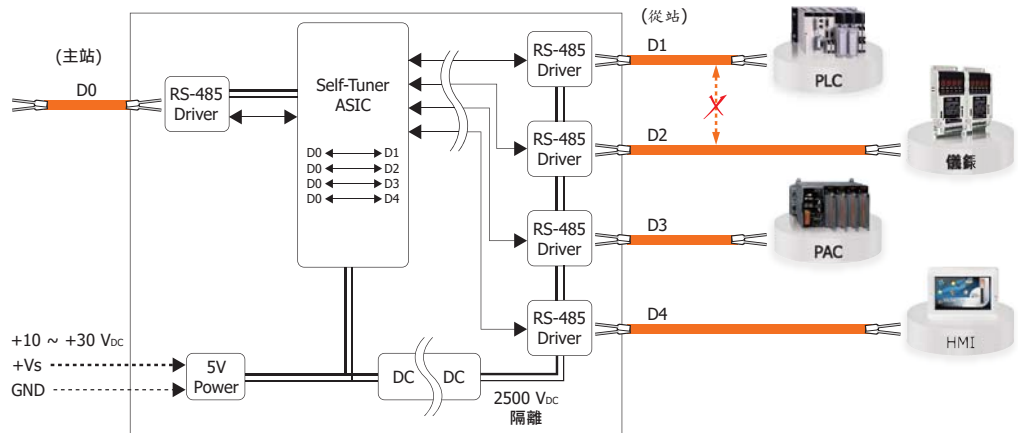 (主站)
D0
RS-485
Driver
Self-Tuner
ASIC
D0 D1
D0 D2
D0 D3
D0 D4
RS-485
Driver
RS-485
Driver
RS-485
Driver
RS-485
Driver
(從站)
D1
X
D2
D3
D4
PLC
儀錶
PAC
HMI
+10 ~ +30 VDC
+Vs
GND
5V
Power
DC DC
2500 VDC
隔離